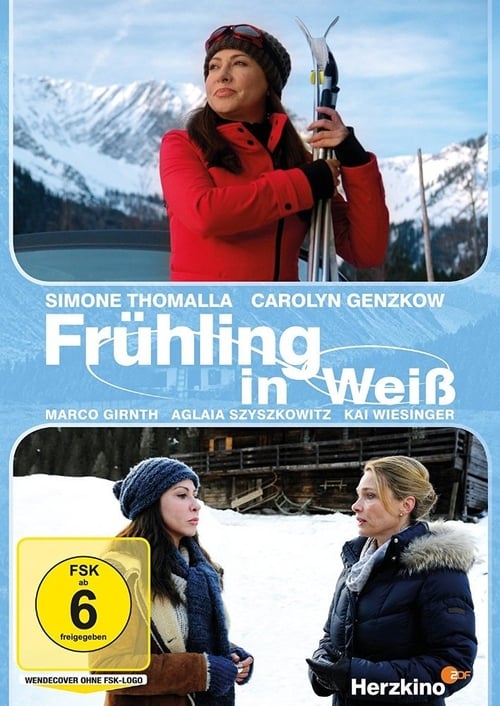 SIMONE THOMALLA CAROLYN GENZKOW
Frühling
in Weiß
MARCO GIRNTH AGLAIA SZYSZKOWITZ KAI WIESINGER
FSK
ab
6
freigegeben
WENDECOVER OHNE FSK-LOGO
Herzkino
ZDF